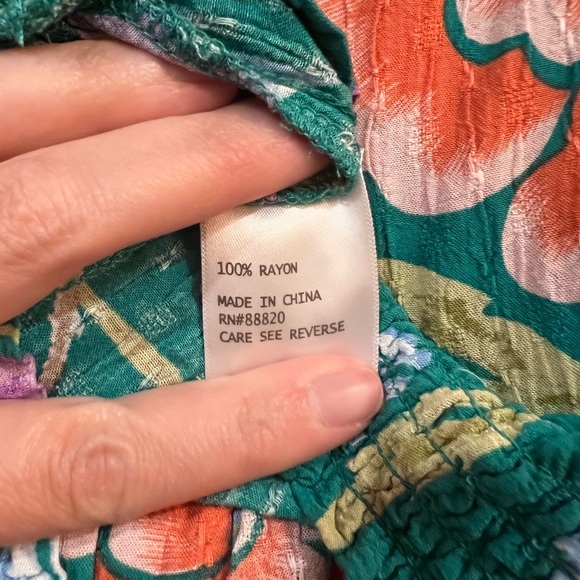 100% RAYON
MADE IN CHINA
RN#88820
CARE SEE REVERSE